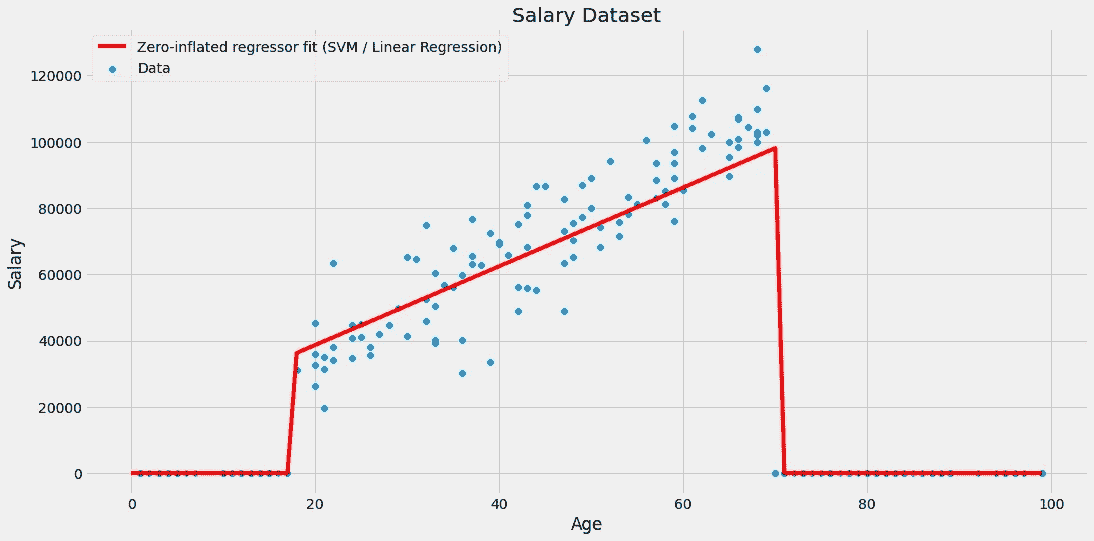 Salary Dataset
Zero-inflated regressor fit (SVM / Linear Regression)
Data
120000
100000
80000
60000
40000
20000
0
Salary
0 20 40 60 80 100
Age